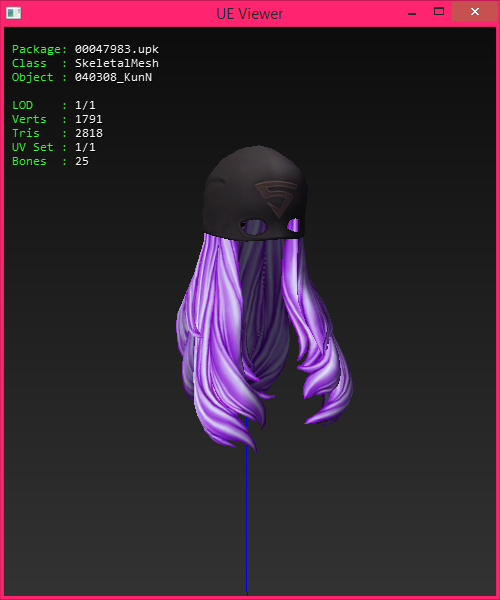 UE Viewer
Package: 00047983.upk
Class : SkeletalMesh
Object : 040308_KunN
LOD : 1/1
Verts : 1791
Tris : 2818
UV Set : 1/1
Bones : 25